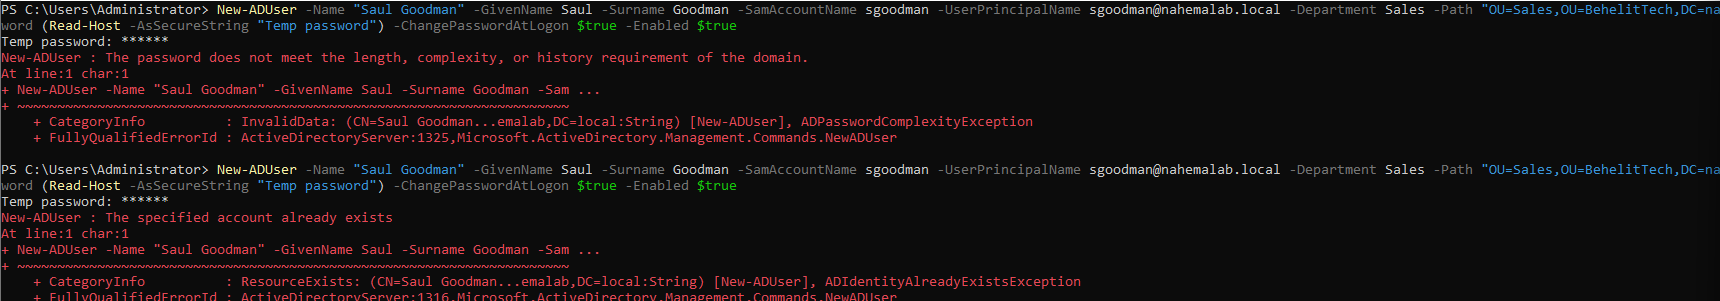 PS C:\Users\Administrator> New-ADUser -Name "Saul Goodman" -GivenName Saul -Surname Goodman -SamAccountName sgoodman -UserPrincipalName sgoodman@nahemalab.local -Department Sales -Path "OU=Sales,OU=BehelitTech,DC=na
word (Read-Host -AsSecureString "Temp password") -ChangePasswordAtLogon $true -Enabled $true
Temp password: ******
New-ADUser : The password does not meet the length, complexity, or history requirement of the domain.
At line:1 char:1
+ New-ADUser -Name "Saul Goodman" -GivenName Saul -Surname Goodman -Sam ...
+ ~~~~~~~~~~~~~~~~~~~~~~~~~~~~~~~~~~~~~~~~~~~~~~~~~~~~~~~~~~~~~~~~~~~~~
    + CategoryInfo          : InvalidData: (CN=Saul Goodman...emalab,DC=local:String) [New-ADUser], ADPasswordComplexityException
    + FullyQualifiedErrorId : ActiveDirectoryServer:1325,Microsoft.ActiveDirectory.Management.Commands.NewADUser
PS C:\Users\Administrator> New-ADUser -Name "Saul Goodman" -GivenName Saul -Surname Goodman -SamAccountName sgoodman -UserPrincipalName sgoodman@nahemalab.local -Department Sales -Path "OU=Sales,OU=BehelitTech,DC=na
word (Read-Host -AsSecureString "Temp password") -ChangePasswordAtLogon $true -Enabled $true
Temp password: ******
New-ADUser : The specified account already exists
At line:1 char:1
+ New-ADUser -Name "Saul Goodman" -GivenName Saul -Surname Goodman -Sam ...
+ ~~~~~~~~~~~~~~~~~~~~~~~~~~~~~~~~~~~~~~~~~~~~~~~~~~~~~~~~~~~~~~~~~~~~~
    + CategoryInfo          : ResourceExists: (CN=Saul Goodman...emalab,DC=local:String) [New-ADUser], ADIdentityAlreadyExistsException
    + FullyQualifiedErrorId : ActiveDirectoryServer:1316,Microsoft.ActiveDirectory.Management.Commands.NewADUser